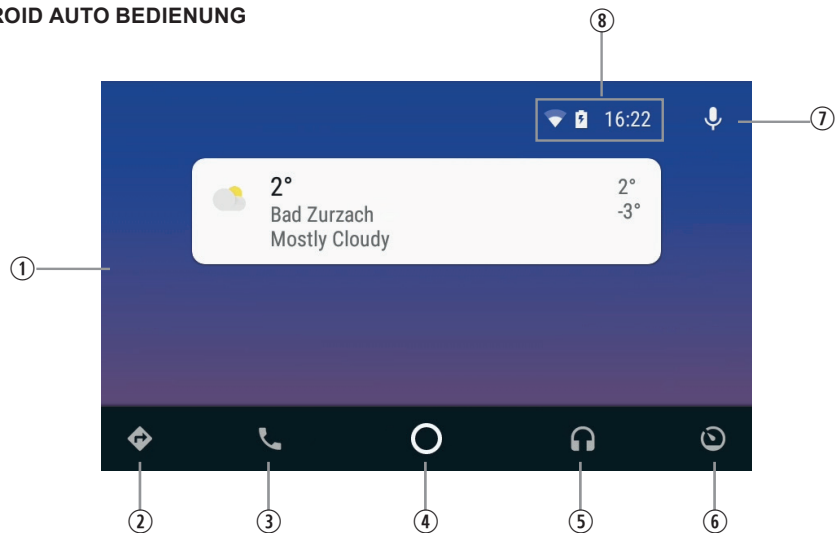 AUTO BEDIENUNG
⑧
16:22
⑦
2°
2°
Bad Zurzach
-3°
Mostly Cloudy
①
② ③ ④ ⑤ ⑥